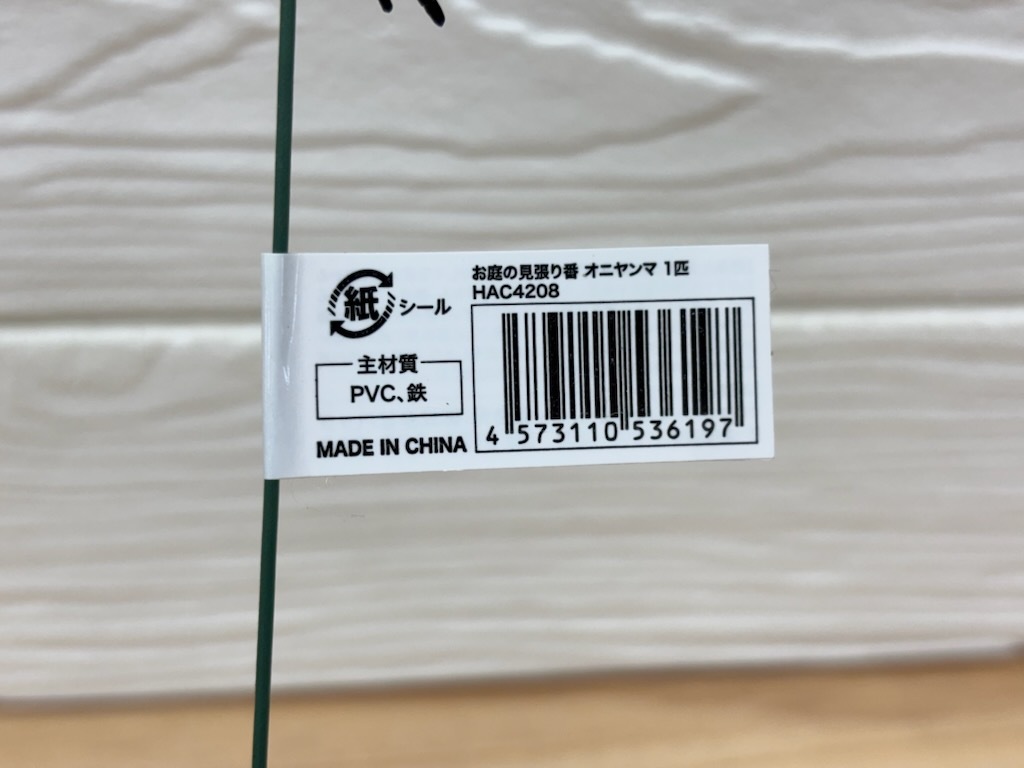 紙
シール
お庭の見張り番 オニヤンマ 1匹
HAC4208
主材質
PVC、鉄
MADE IN CHINA
4 573110 536197